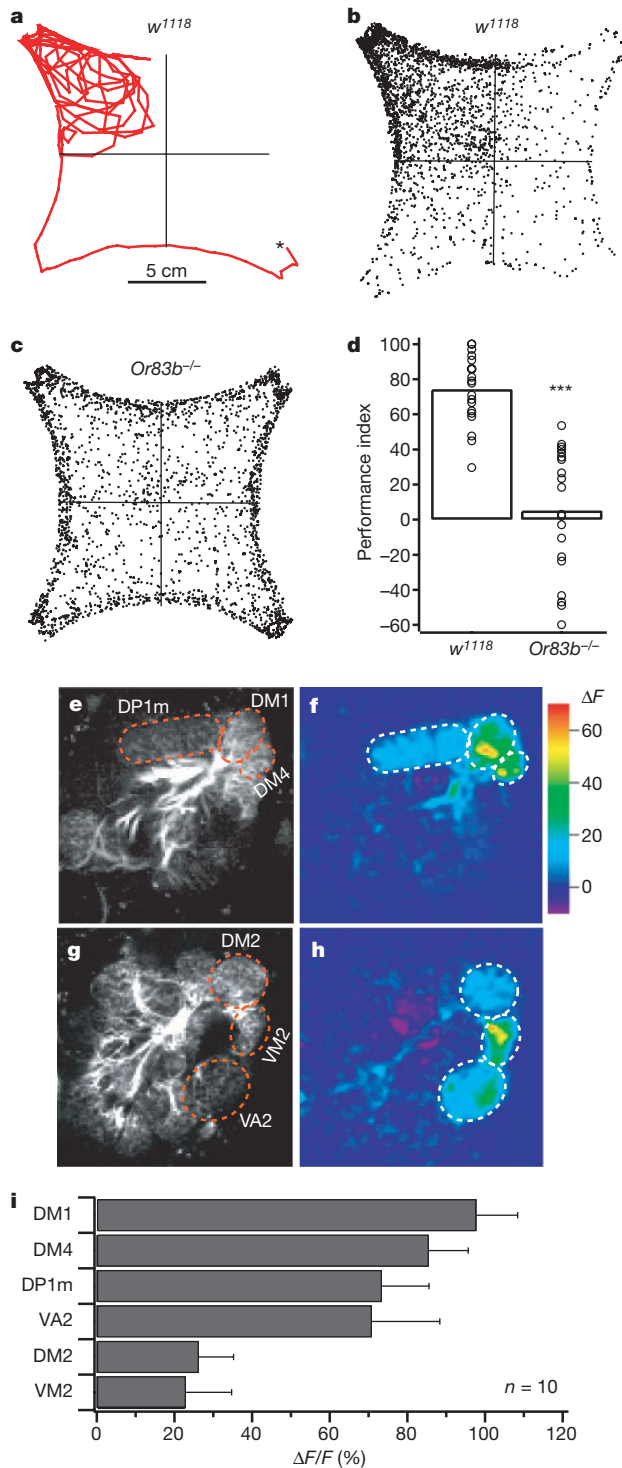 a
w1118
*
5 cm
b
w1118
c
Or83b–/–
d
Performance index
100
80
60
40
20
0
–20
–40
–60
***
w1118
Or83b–/–
e
DP1m
DM1
DM4
f
ΔF
60
40
20
0
g
DM2
VM2
VA2
h
i
DM1
DM4
DP1m
VA2
DM2
VM2
n = 10
0 20 40 60 80 100 120
ΔF/F (%)